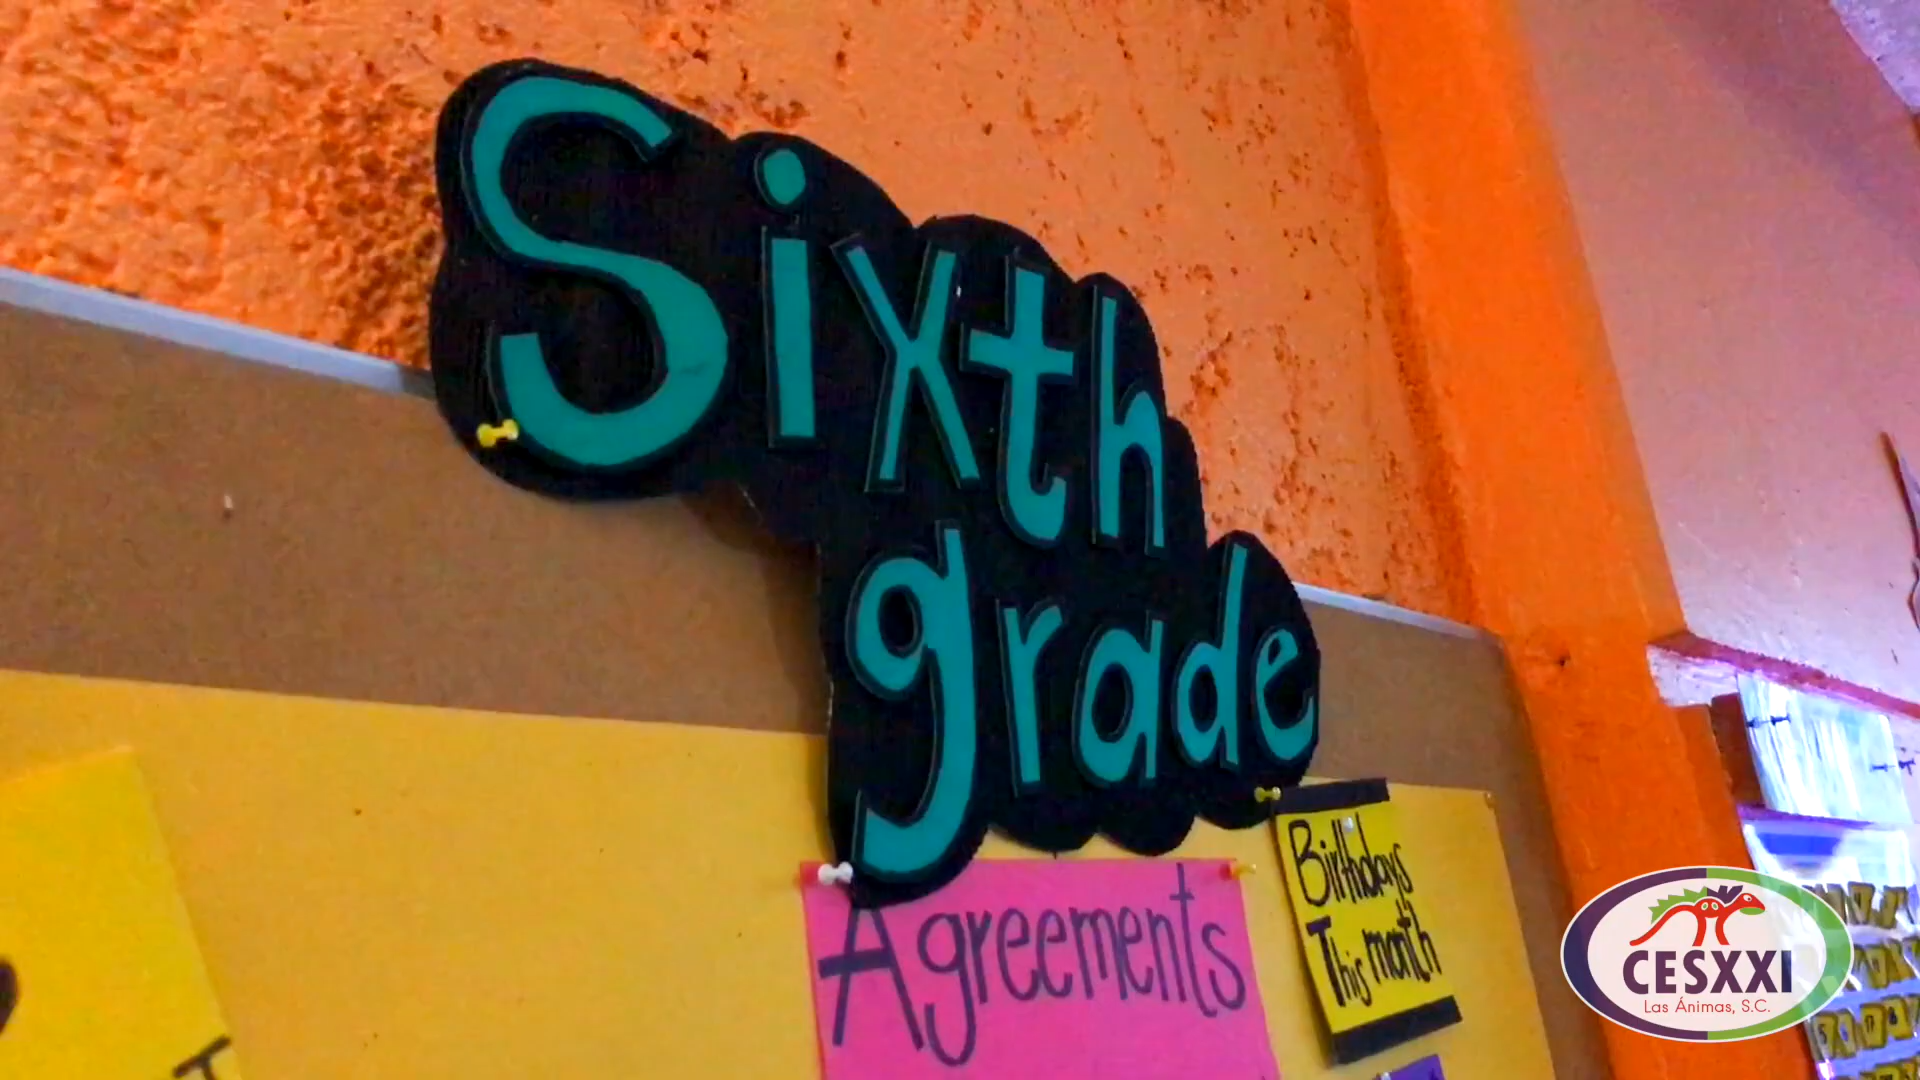 Sixth
grade
Agreements
Birthdays
This month
CESXXI
Las Ánimas, S.C.